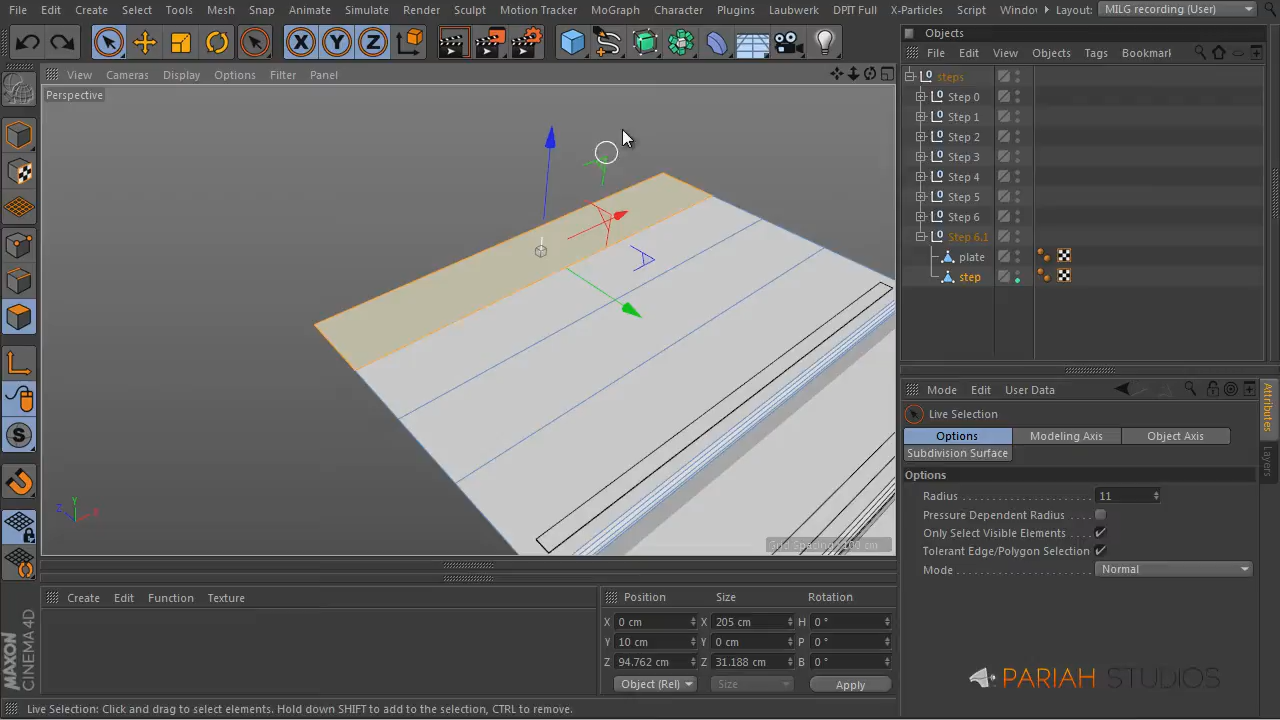 File Edit Create Select Tools Mesh Snap Animate Simulate Render Sculpt Motion Tracker MoGraph Character Plugins Laubwerk DPIT Full X-Particles Script Windo Layout: MILG recording (User)
X Y Z
Objects
File Edit View Objects Tags Bookmarl
View Cameras Display Options Filter Panel
Perspective
steps
Step 0
Step 1
Step 2
Step 3
Step 4
Step 5
Step 6
Step 6.1
plate
step
Mode Edit User Data
Live Selection
Options Modeling Axis Object Axis
Subdivision Surface
Options
Radius 11
Pressure Dependent Radius
Only Select Visible Elements
Tolerant Edge/Polygon Selection
Mode Normal
Attributes
Layers
Grid Spacing : 100 cm
Create Edit Function Texture
Position Size Rotation
X 0 cm X 205 cm H 0 °
Y 10 cm Y 0 cm P 0 °
Z 94.762 cm Z 31.188 cm B 0 °
Object (Rel) Size Apply
MAXON
CINEMA 4D
PARIAH STUDIOS
Live Selection: Click and drag to select elements. Hold down SHIFT to add to the selection, CTRL to remove.